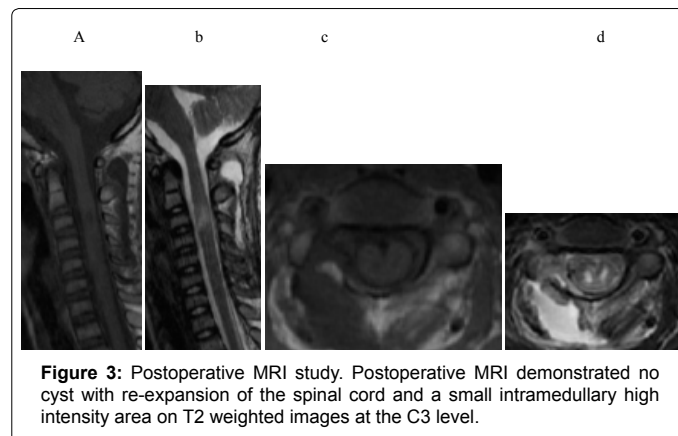 A b c d
Figure 3: Postoperative MRI study. Postoperative MRI demonstrated no
cyst with re-expansion of the spinal cord and a small intramedullary high
intensity area on T2 weighted images at the C3 level.